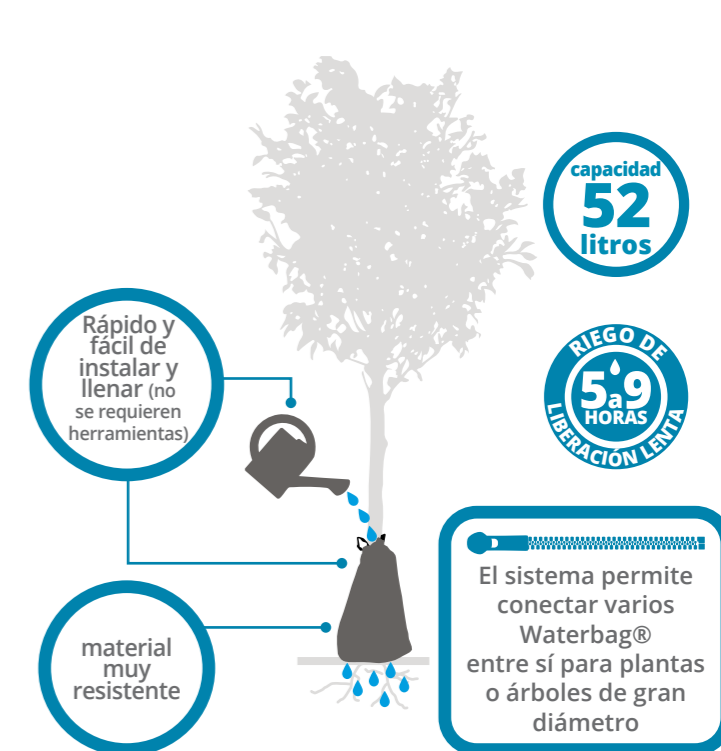 capacidad
52
litros
Rápido y
fácil de
instalar y
llenar (no
se requieren
herramientas)
RIEGO DE
5 a 9
HORAS
LIBERACIÓN LENTA
El sistema permite
conectar varios
Waterbag®
entre sí para plantas
o árboles de gran
diámetro
material
muy
resistente